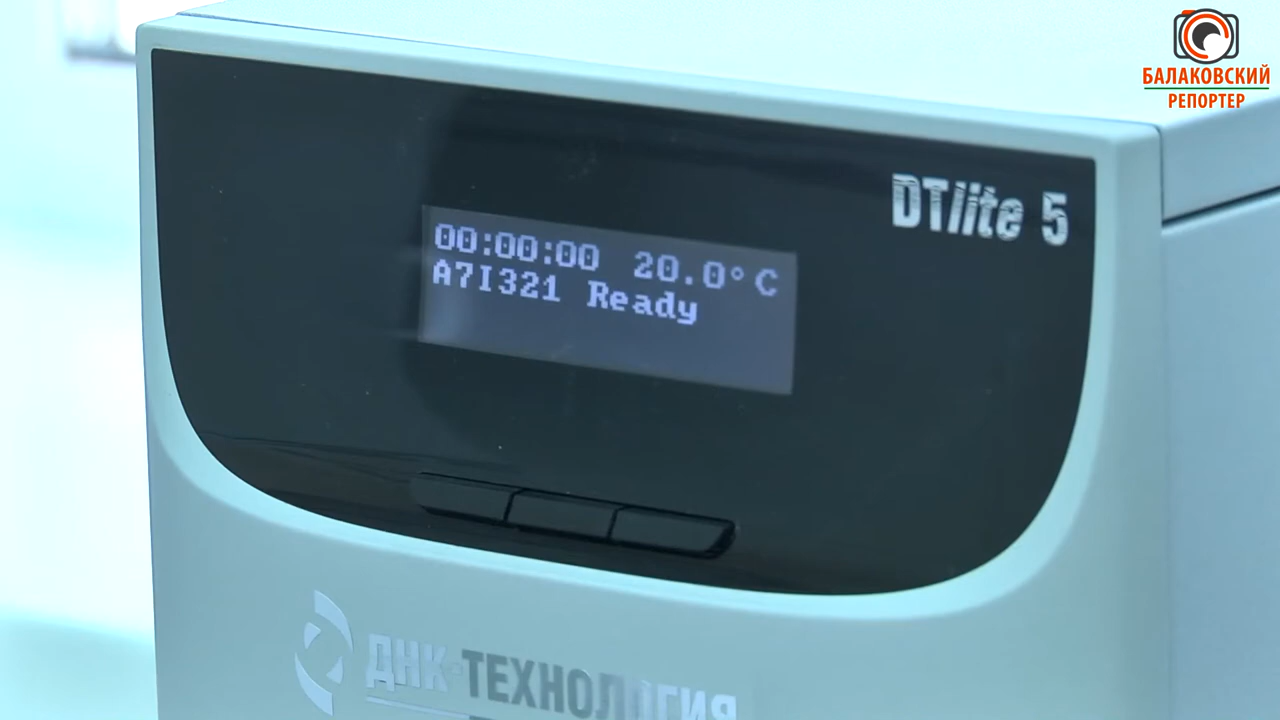 БАЛАКОВСКИЙ
РЕПОРТЕР
DTlite 5
00:00:00 20.0°C
A7I321 Ready
ДНК-ТЕХНОЛОГИЯ